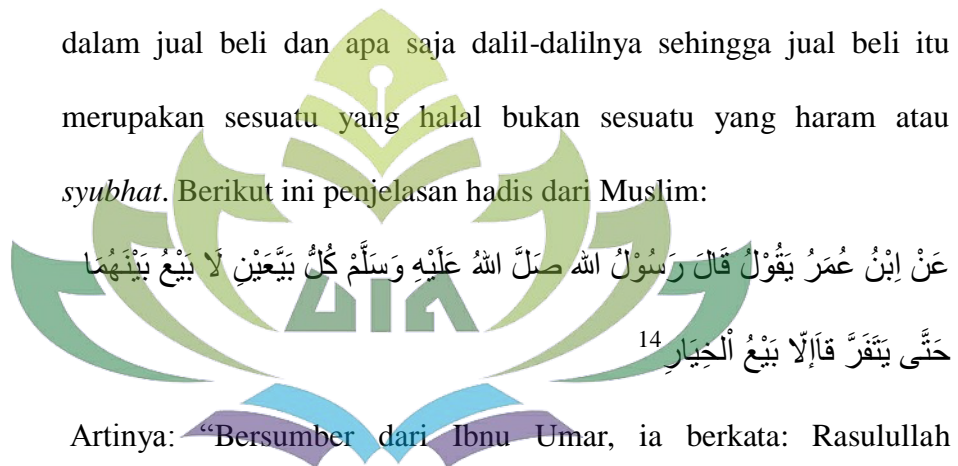 dalam jual beli dan apa saja dalil-dalilnya sehingga jual beli itu
merupakan sesuatu yang halal bukan sesuatu yang haram atau
syubhat. Berikut ini penjelasan hadis dari Muslim:
عَنْ اِبْنُ عُمَرُ يَقُوْلُ قَالَ رَسُوْلُ الله صَلَّ اللهُ عَلَيْهِ وَسَلَّمْ كُلُّ بَيَّعَيْنِ لَا بَيْعُ بَيْنَهُمَا
حَتَّى يَتَفَرَّ قاَاِلّا بَيْعُ اْلخِيَارِ 14
Artinya: “Bersumber dari Ibnu Umar, ia berkata: Rasulullah